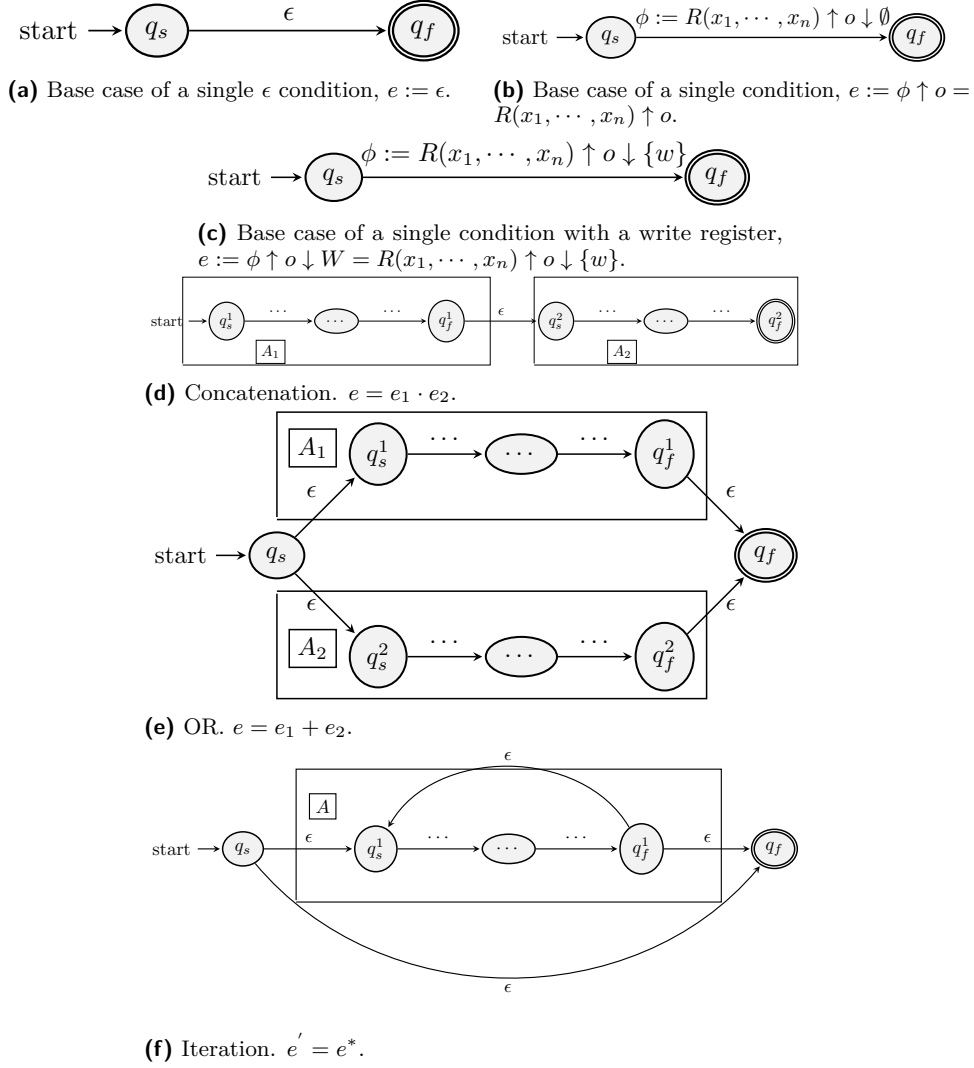 start q_s ϵ q_f
(a) Base case of a single ϵ condition, e := ϵ.
start q_s ϕ := R(x_1, ⋯ , x_n) ↑ o ↓ ∅ q_f
(b) Base case of a single condition, e := ϕ ↑ o =
R(x_1, ⋯ , x_n) ↑ o.
start q_s ϕ := R(x_1, ⋯ , x_n) ↑ o ↓ {w} q_f
(c) Base case of a single condition with a write register,
e := ϕ ↑ o ↓ W = R(x_1, ⋯ , x_n) ↑ o ↓ {w}.
start q_s^1 ⋯ ⋯ ⋯ q_f^1 ϵ q_s^2 ⋯ ⋯ ⋯ q_f^2
A_1 A_2
(d) Concatenation. e = e_1 · e_2.
A_1 q_s^1 ⋯ ⋯ ⋯ q_f^1
ϵ ϵ
start q_s q_f
ϵ ϵ
A_2 q_s^2 ⋯ ⋯ ⋯ q_f^2
(e) OR. e = e_1 + e_2.
ϵ
A
start q_s ϵ q_s^1 ⋯ ⋯ ⋯ q_f^1 ϵ q_f
ϵ
(f) Iteration. e′ = e*.